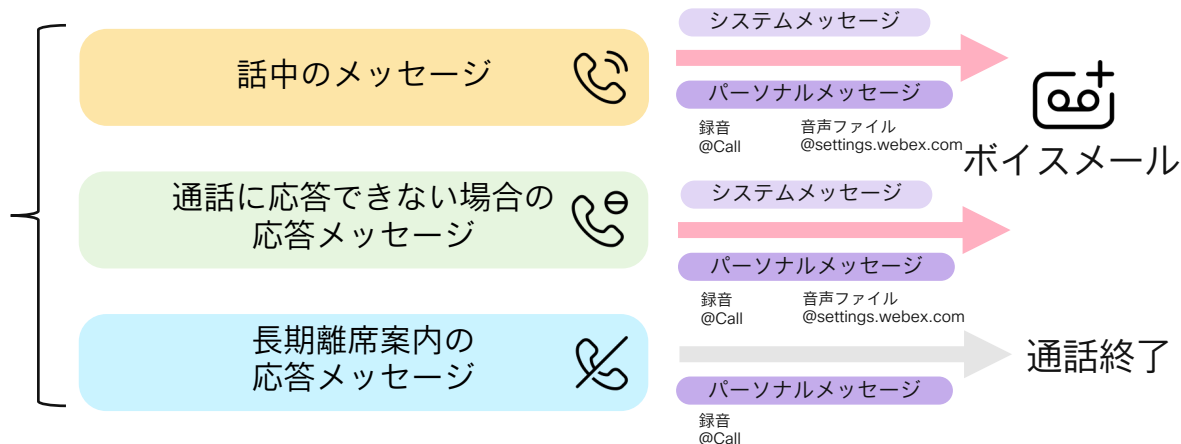 話中のメッセージ
システムメッセージ
パーソナルメッセージ
録音
@Call
音声ファイル
@settings.webex.com
ボイスメール
通話に応答できない場合の
応答メッセージ
システムメッセージ
パーソナルメッセージ
録音
@Call
音声ファイル
@settings.webex.com
長期離席案内の
応答メッセージ
通話終了
パーソナルメッセージ
録音
@Call